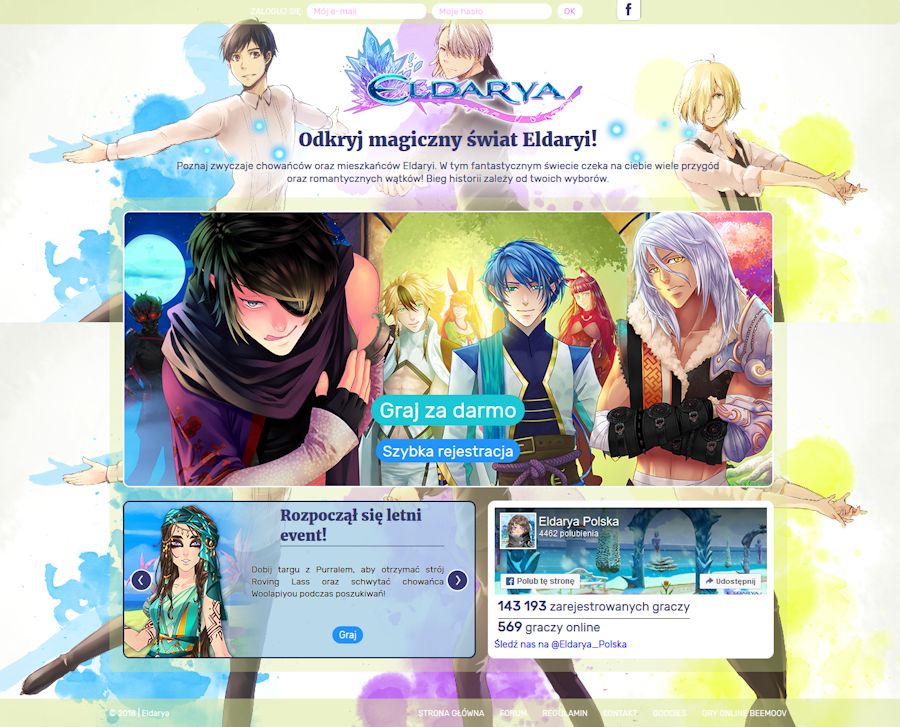 ZALOGUJ SIĘ: Mój e-mail Moje hasło OK f
ELDARYA
Odkryj magiczny świat Eldaryi!
Poznaj zwyczaje chowańców oraz mieszkańców Eldaryi. W tym fantastycznym świecie czeka na ciebie wiele przygód
oraz romantycznych wątków! Bieg historii zależy od twoich wyborów.
Graj za darmo
Szybka rejestracja
Rozpoczął się letni
event!
Dobij targu z Purralem, aby otrzymać strój
Roving Lass oraz schwytać chowańca
Woolapiyou podczas poszukiwań!
Graj
Eldarya Polska
4462 polubienia
Polub tę stronę Udostępnij
143 193 zarejestrowanych graczy
569 graczy online
Śledź nas na @Eldarya_Polska
© 2018 | Eldarya STRONA GŁÓWNA FORUM REGULAMIN KONTAKT GOODIES GRY ONLINE BEEMOOV